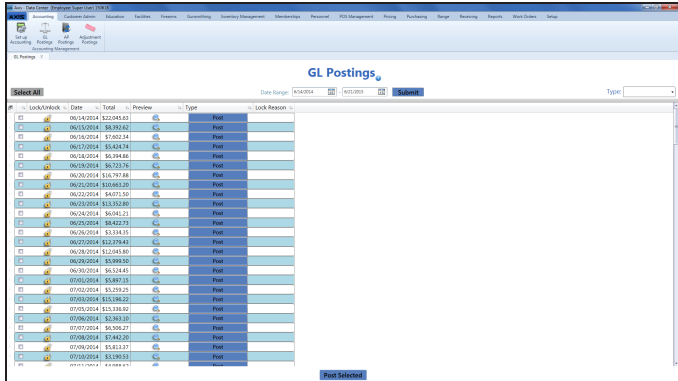 Axis - Data Center [Employee Super User: 150818]
AXIS Accounting Customer Admin Education Facilities Firearms Gunsmithing Inventory Management Memberships Personnel POS Management Pricing Purchasing Range Receiving Reports Work Orders Setup
Set up Accounting GL Postings AP Postings Adjustment Postings
Accounting Management
GL Postings X
GL Postings
Select All Date Range: 6/14/2014 - 6/21/2015 Submit Type:
Lock/Unlock Date Total Preview Type Lock Reason
06/14/2014 $22,045.63 Post
06/15/2014 $8,392.62 Post
06/16/2014 $7,602.34 Post
06/17/2014 $5,424.74 Post
06/18/2014 $6,394.86 Post
06/19/2014 $6,723.76 Post
06/20/2014 $16,797.88 Post
06/21/2014 $10,663.20 Post
06/22/2014 $4,071.50 Post
06/23/2014 $13,352.80 Post
06/24/2014 $6,041.21 Post
06/25/2014 $8,422.73 Post
06/26/2014 $3,334.35 Post
06/27/2014 $12,379.43 Post
06/28/2014 $12,045.80 Post
06/29/2014 $5,999.50 Post
06/30/2014 $6,524.45 Post
07/01/2014 $5,897.15 Post
07/02/2014 $5,259.25 Post
07/03/2014 $15,196.22 Post
07/05/2014 $15,336.92 Post
07/06/2014 $2,363.10 Post
07/07/2014 $6,506.27 Post
07/08/2014 $7,442.20 Post
07/09/2014 $5,813.37 Post
07/10/2014 $3,190.53 Post
Post Selected